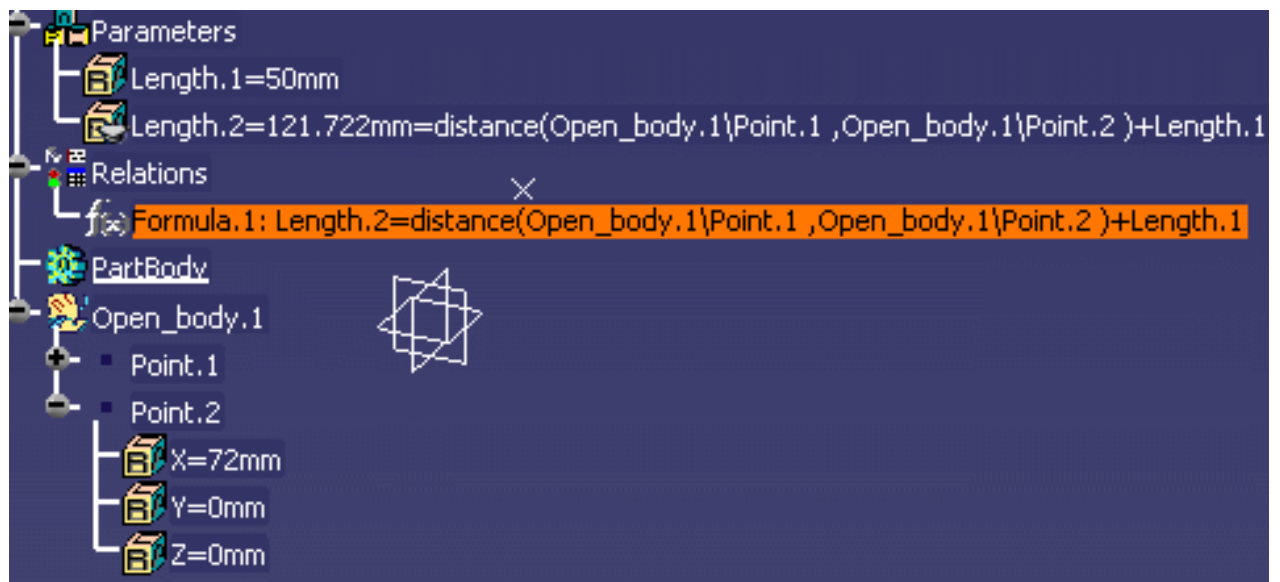 Parameters
Length.1=50mm
Length.2=121.722mm=distance(Open_body.1\Point.1 ,Open_body.1\Point.2 )+Length.1
Relations
f(x) Formula.1: Length.2=distance(Open_body.1\Point.1 ,Open_body.1\Point.2 )+Length.1
PartBody
Open_body.1
Point.1
Point.2
X=72mm
Y=0mm
Z=0mm